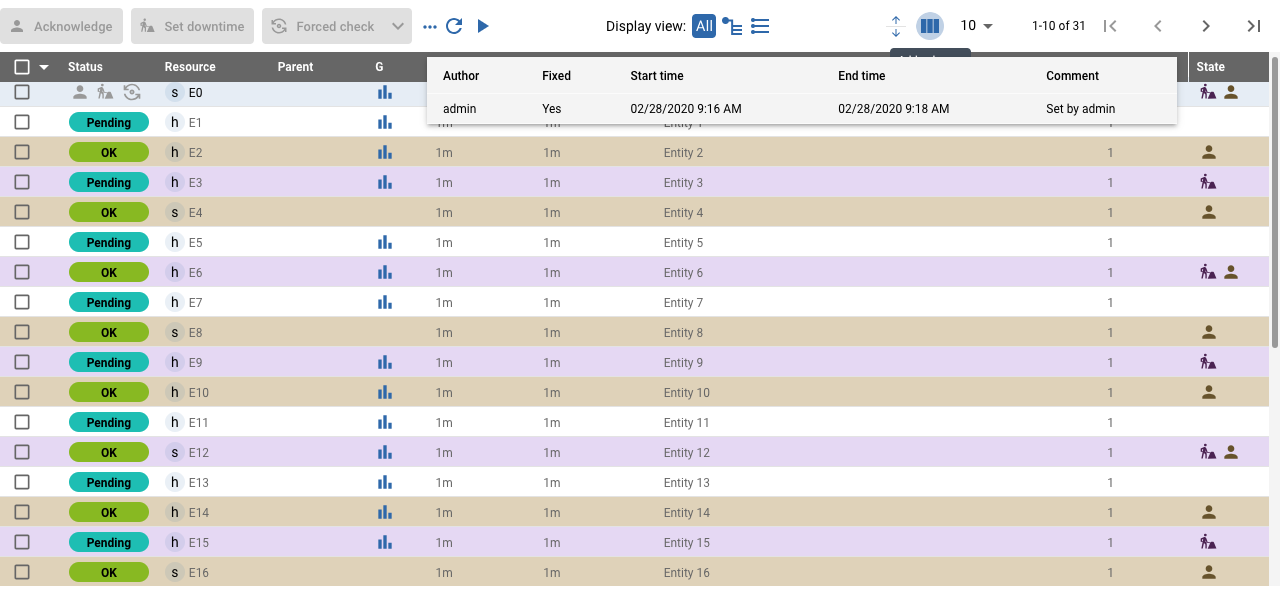 Acknowledge Set downtime Forced check Display view: All 10 1-10 of 31
Status Resource Parent G State
Author Fixed Start time End time Comment
admin Yes 02/28/2020 9:16 AM 02/28/2020 9:18 AM Set by admin
s E0
Pending h E1 1
OK h E2 1m 1m Entity 2 1
Pending h E3 1m 1m Entity 3 1
OK s E4 1m 1m Entity 4 1
Pending h E5 1m 1m Entity 5 1
OK h E6 1m 1m Entity 6 1
Pending h E7 1m 1m Entity 7 1
OK s E8 1m 1m Entity 8 1
Pending h E9 1m 1m Entity 9 1
OK h E10 1m 1m Entity 10 1
Pending h E11 1m 1m Entity 11 1
OK s E12 1m 1m Entity 12 1
Pending h E13 1m 1m Entity 13 1
OK h E14 1m 1m Entity 14 1
Pending h E15 1m 1m Entity 15 1
OK s E16 1m 1m Entity 16 1